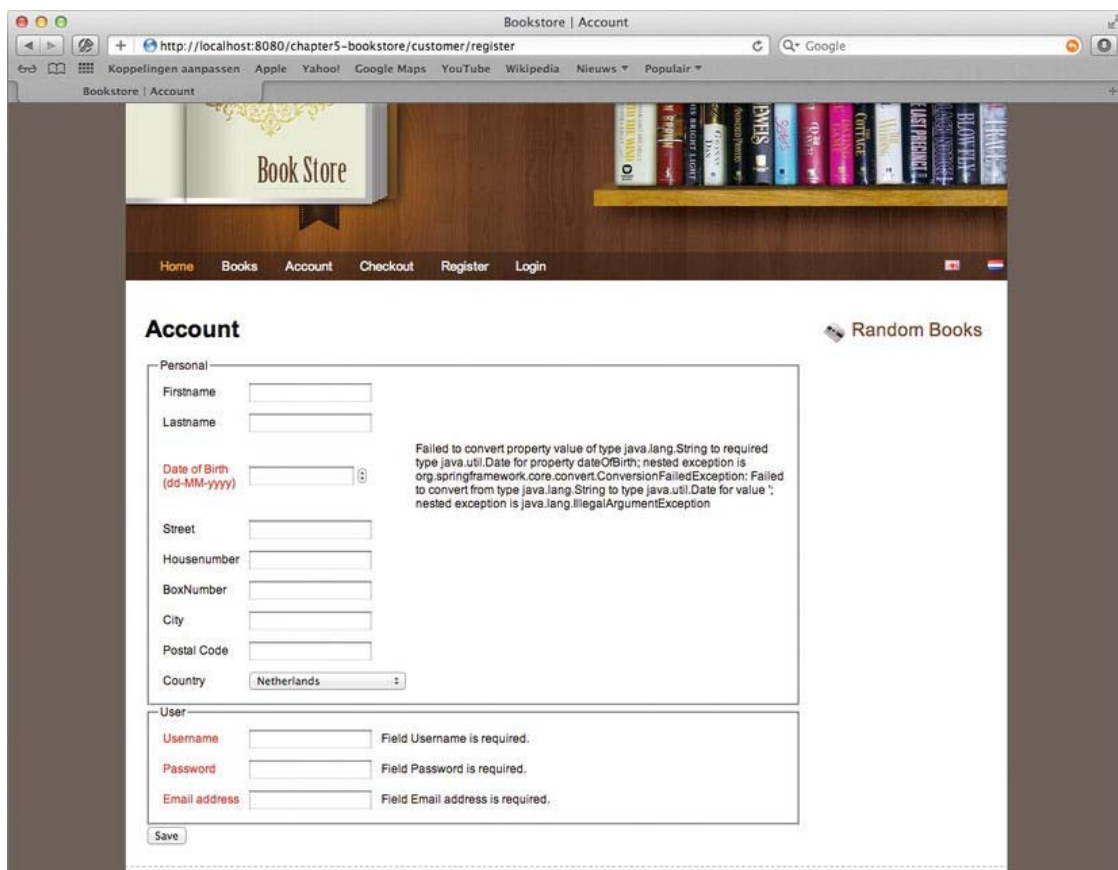 Bookstore | Account
http://localhost:8080/chapter5-bookstore/customer/register
Google
Koppelingen aanpassen Apple Yahoo! Google Maps YouTube Wikipedia Nieuws Populair
Bookstore | Account
Book Store
Home Books Account Checkout Register Login
Account
Random Books
Personal
Firstname
Lastname
Date of Birth
(dd-MM-yyyy)
Failed to convert property value of type java.lang.String to required
type java.util.Date for property dateOfBirth; nested exception is
org.springframework.core.convert.ConversionFailedException: Failed
to convert from type java.lang.String to type java.util.Date for value '';
nested exception is java.lang.IllegalArgumentException
Street
Housenumber
BoxNumber
City
Postal Code
Country Netherlands
User
Username Field Username is required.
Password Field Password is required.
Email address Field Email address is required.
Save